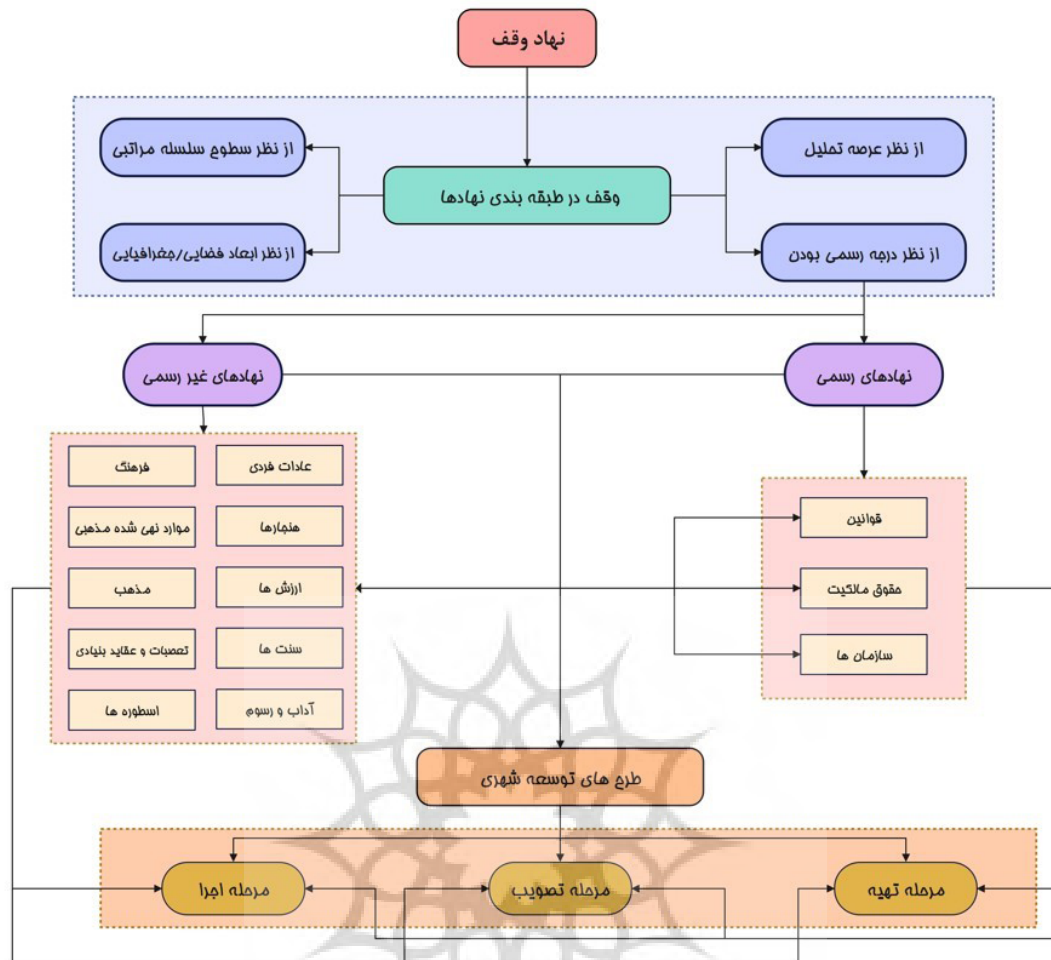 نهاد وقف
از نظر عرصه تحلیل
از نظر سطوح سلسله مراتبی
وقف در طبقه بندی نهادها
از نظر درجه رسمی بودن
از نظر ابعاد فضایی/جغرافیایی
نهادهای رسمی
نهادهای غیر رسمی
قوانین
حقوق مالکیت
سازمان ها
عادات فردی
فرهنگ
هنجارها
موارد نهی شده مذهبی
ارزش ها
مذهب
سنت ها
تعصبات و عقاید بنیادی
آداب و رسوم
اسطوره ها
طرح های توسعه شهری
مرحله تهیه
مرحله تصویب
مرحله اجرا